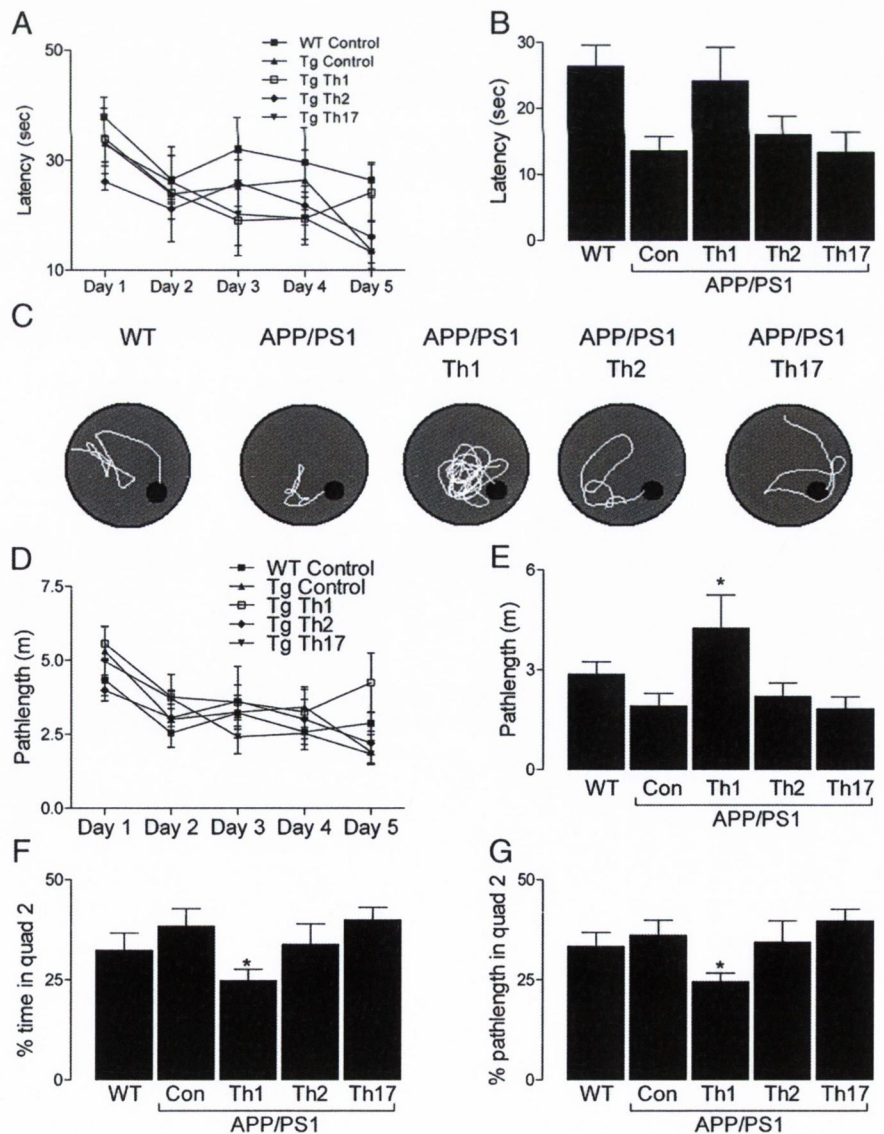 A
Latency (sec)
50
30
10
WT Control
Tg Control
Tg Th1
Tg Th2
Tg Th17
Day 1 Day 2 Day 3 Day 4 Day 5
B
Latency (sec)
30
20
10
0
WT Con Th1 Th2 Th17
APP/PS1
C
WT APP/PS1 APP/PS1 APP/PS1 APP/PS1
Th1 Th2 Th17
D
Pathlength (m)
7.5
5.0
2.5
0.0
WT Control
Tg Control
Tg Th1
Tg Th2
Tg Th17
Day 1 Day 2 Day 3 Day 4 Day 5
E
Pathlength (m)
6
3
0
*
WT Con Th1 Th2 Th17
APP/PS1
F
% time in quad 2
50
25
0
*
WT Con Th1 Th2 Th17
APP/PS1
G
% pathlength in quad 2
50
25
0
*
WT Con Th1 Th2 Th17
APP/PS1